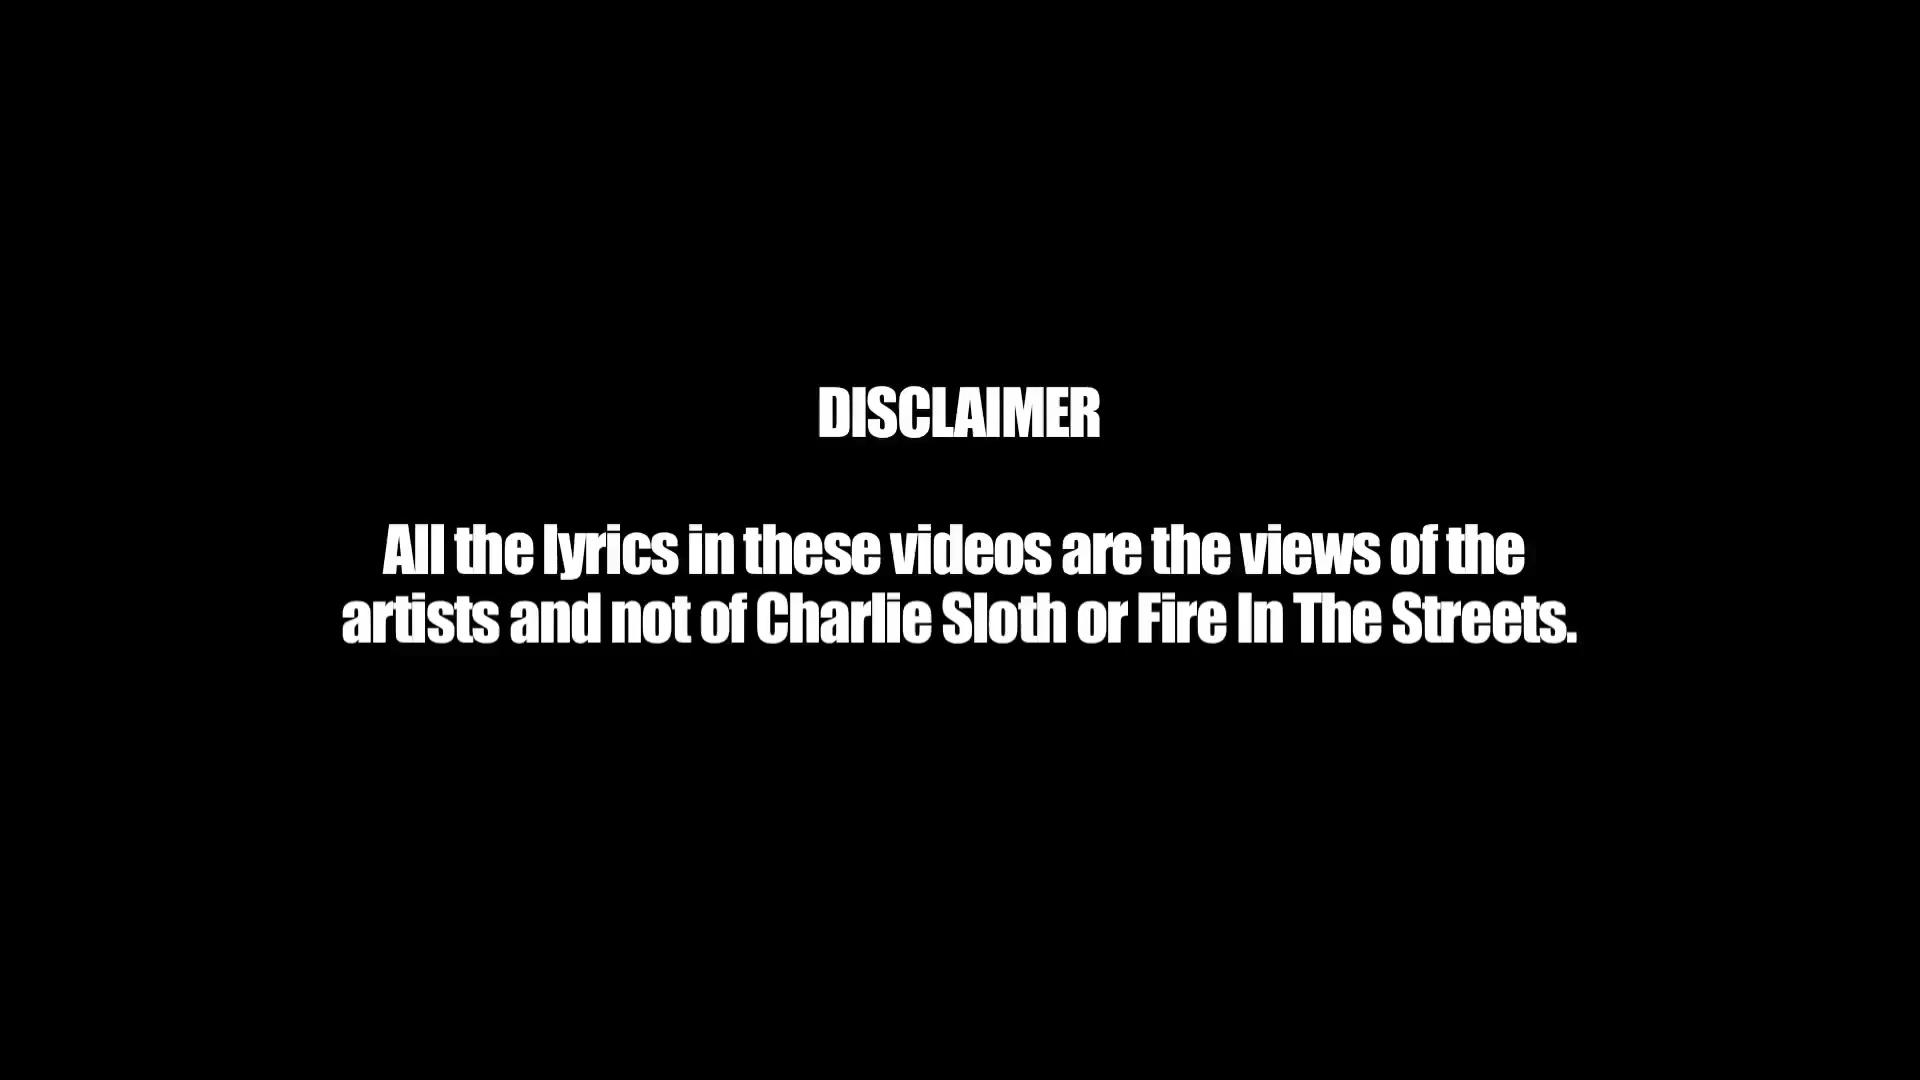 DISCLAIMER
All the lyrics in these videos are the views of the
artists and not of Charlie Sloth or Fire In The Streets.